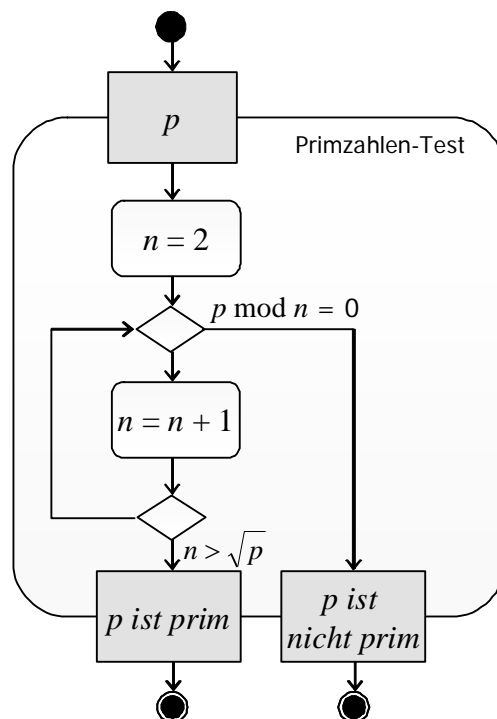 p
Primzahlen-Test
n = 2
p mod n = 0
n = n + 1
n > √p
p ist prim
p ist
nicht prim